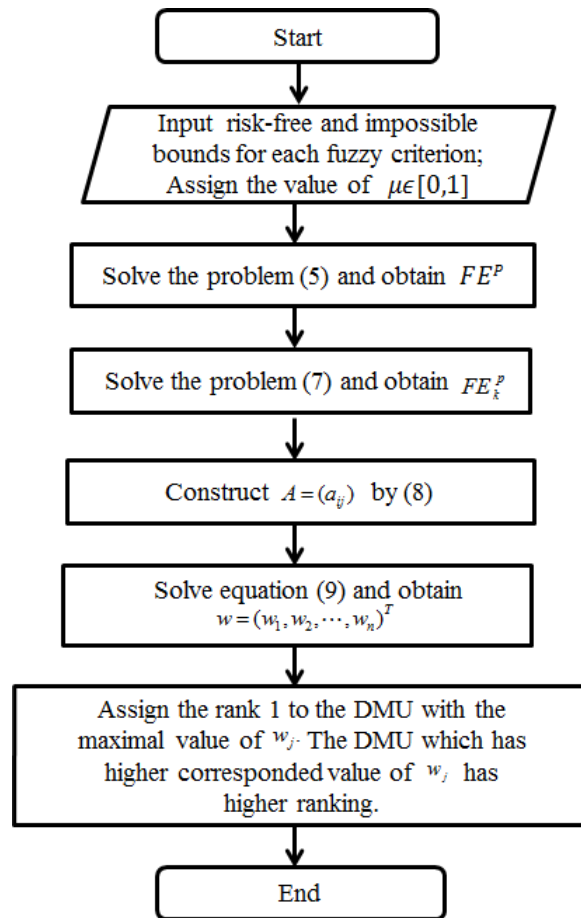 Start
Input risk-free and impossible
bounds for each fuzzy criterion;
Assign the value of μϵ[0,1]
Solve the problem (5) and obtain FE^P
Solve the problem (7) and obtain FE_k^p
Construct A=(a_ij) by (8)
Solve equation (9) and obtain
w=(w_1,w_2,⋯,w_n)^T
Assign the rank 1 to the DMU with the
maximal value of w_j. The DMU which has
higher corresponded value of w_j has
higher ranking.
End